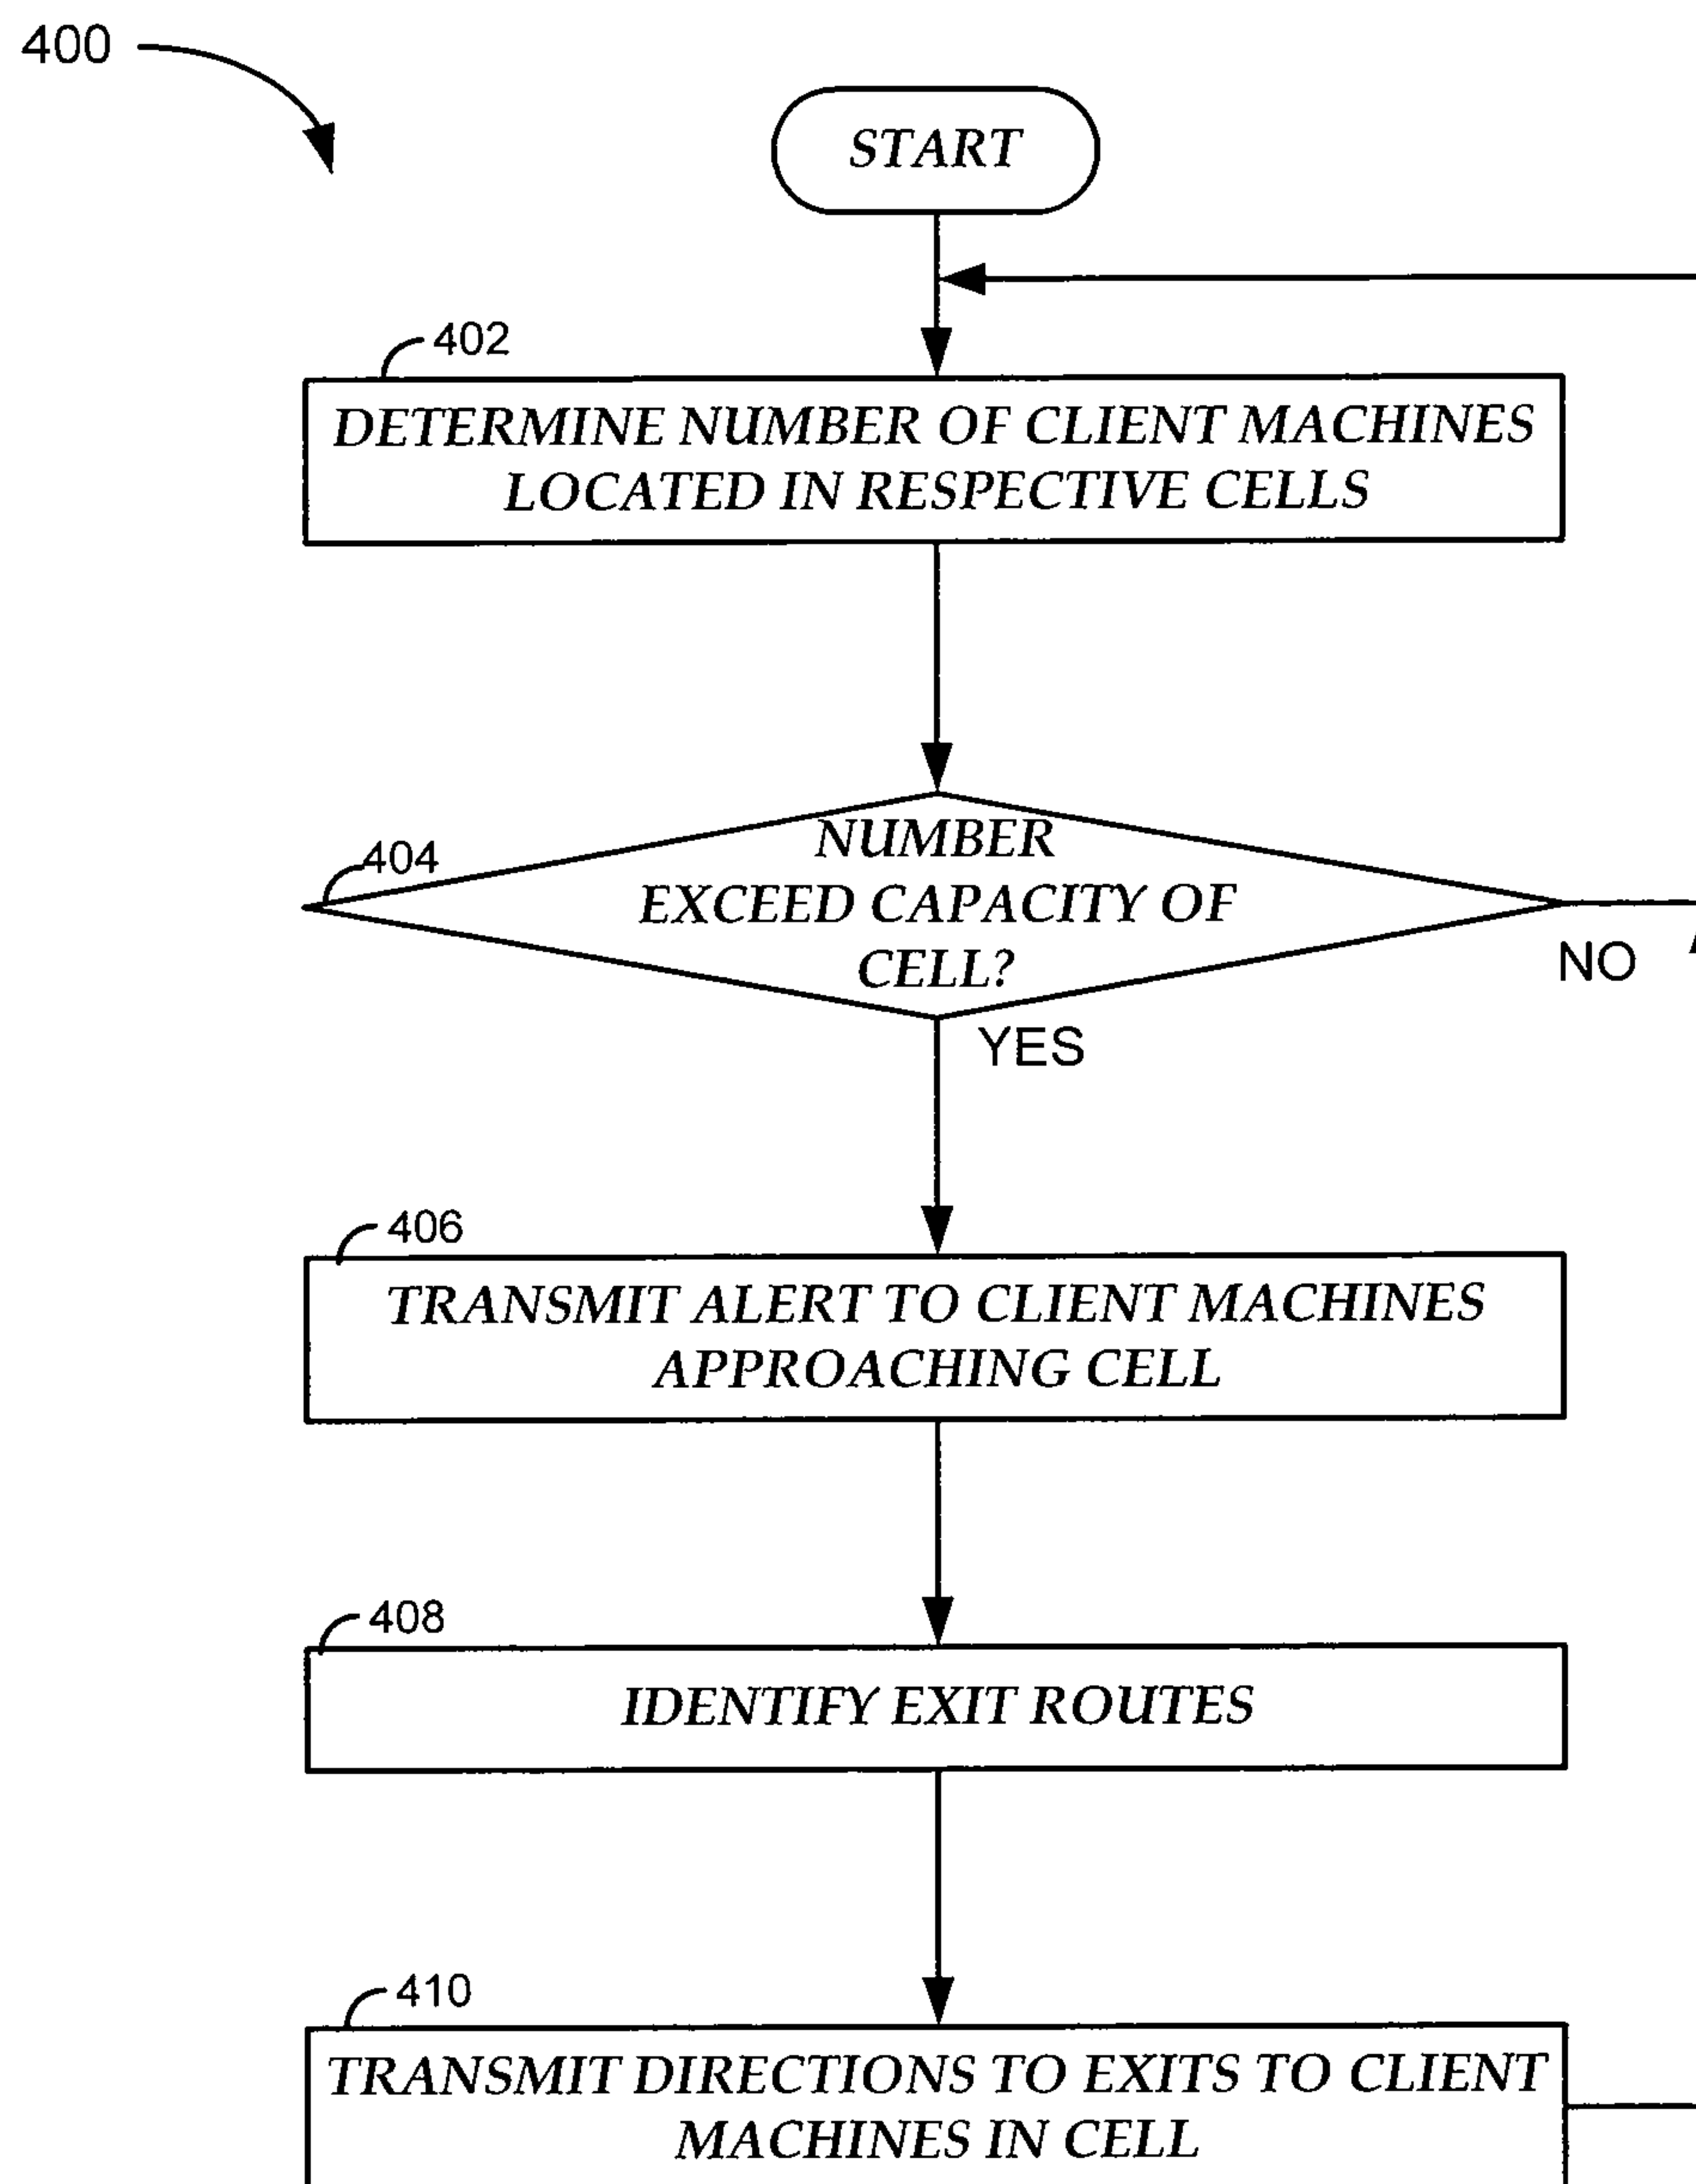 400
START
402
DETERMINE NUMBER OF CLIENT MACHINES
LOCATED IN RESPECTIVE CELLS
404
NUMBER
EXCEED CAPACITY OF
CELL?
NO
YES
406
TRANSMIT ALERT TO CLIENT MACHINES
APPROACHING CELL
408
IDENTIFY EXIT ROUTES
410
TRANSMIT DIRECTIONS TO EXITS TO CLIENT
MACHINES IN CELL